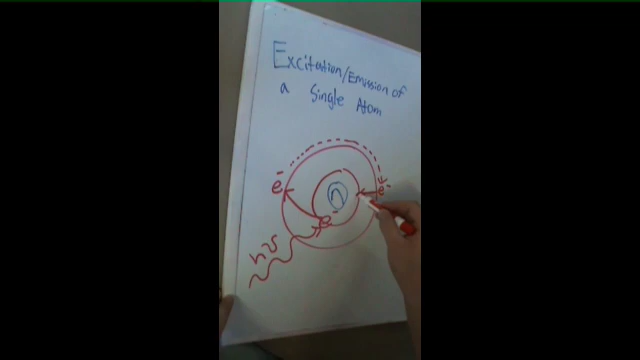 Excitation/Emission of
a Single Atom
e⁻
e⁻
n
e⁻
hν